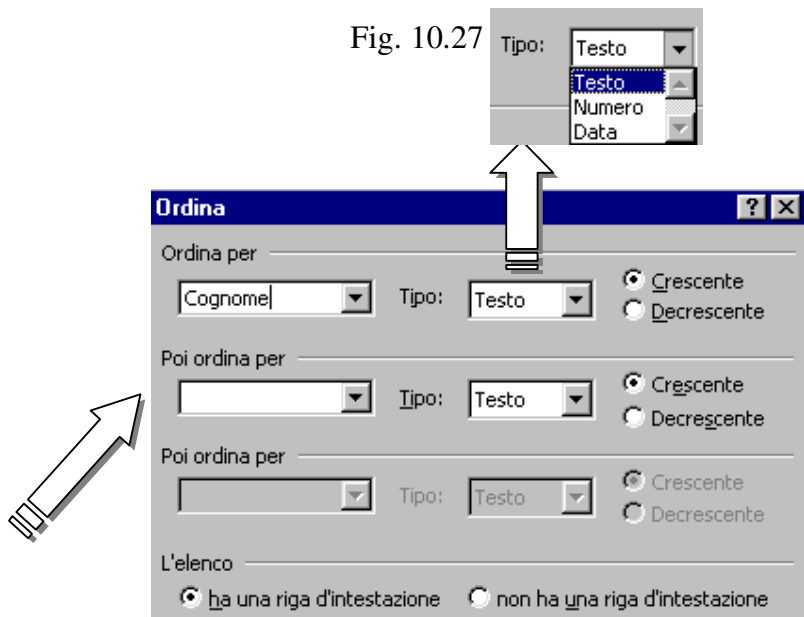 Fig. 10.27
Tipo: Testo
Testo
Numero
Data
Ordina
Ordina per
Cognome Tipo: Testo Crescente
Decrescente
Poi ordina per
Tipo: Testo Crescente
Decrescente
Poi ordina per
Tipo: Testo Crescente
Decrescente
L'elenco
ha una riga d'intestazione non ha una riga d'intestazione